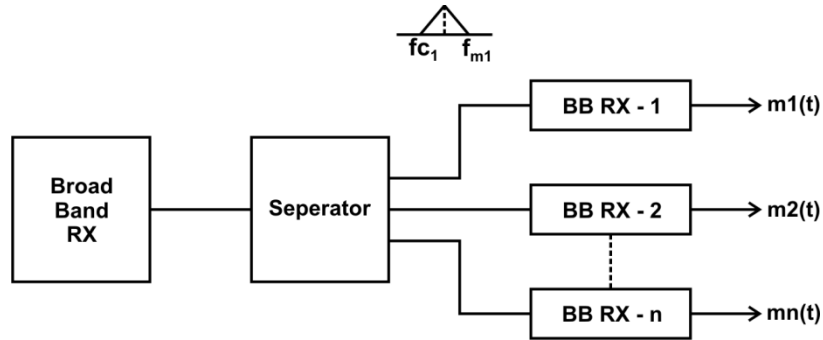 fc1 fm1
BB RX - 1
m1(t)
Broad
Band
RX
Seperator
BB RX - 2
m2(t)
BB RX - n
mn(t)